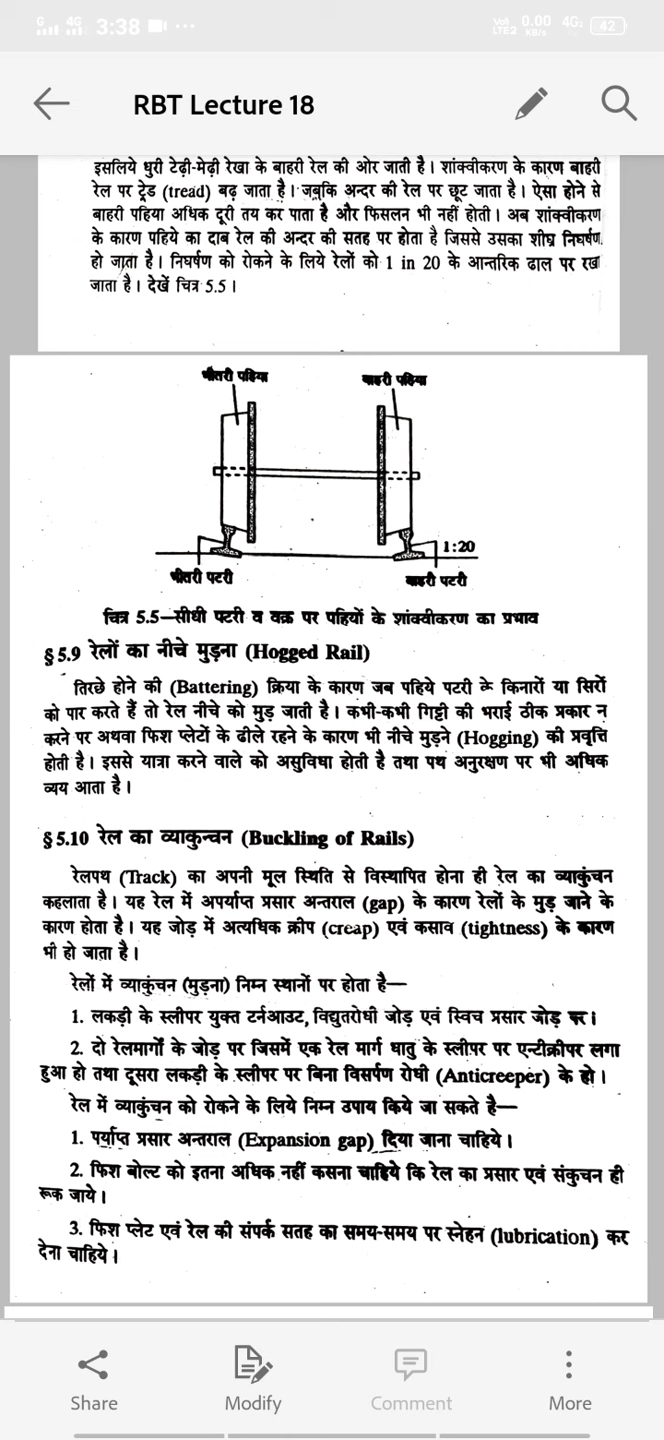 3:38
4G
Vo)
LTE2
0.00
KB/s
4G
42
RBT Lecture 18
इसलिये धुरी टेढ़ी-मेढ़ी रेखा के बाहरी रेल की ओर जाती है। शांक्वीकरण के कारण बाहरी
रेल पर ट्रेड (tread) बढ़ जाता है। जबकि अन्दर की रेल पर छूट जाता है। ऐसा होने से
बाहरी पहिया अधिक दूरी तय कर पाता है और फिसलन भी नहीं होती। अब शांक्वीकरण
के कारण पहिये का दाब रेल की अन्दर की सतह पर होता है जिससे उसका शीघ्र निघर्षण
हो जाता है। निघर्षण को रोकने के लिये रेलों को 1 in 20 के आन्तरिक ढाल पर रखा
जाता है। देखें चित्र 5.5।
भीतरी पहिया
बाहरी पहिया
1:20
भीतरी पटरी
बाहरी पटरी
चित्र 5.5—सीधी पटरी व वक्र पर पहियों के शांक्वीकरण का प्रभाव
§ 5.9 रेलों का नीचे मुड़ना (Hogged Rail)
तिरछे होने की (Battering) क्रिया के कारण जब पहिये पटरी के किनारों या सिरों
को पार करते हैं तो रेल नीचे को मुड़ जाती है। कभी-कभी गिट्टी की भराई ठीक प्रकार न
करने पर अथवा फिश प्लेटों के ढीले रहने के कारण भी नीचे मुड़ने (Hogging) की प्रवृत्ति
होती है। इससे यात्रा करने वाले को असुविधा होती है तथा पथ अनुरक्षण पर भी अधिक
व्यय आता है।
§ 5.10 रेल का व्याकुन्चन (Buckling of Rails)
रेलपथ (Track) का अपनी मूल स्थिति से विस्थापित होना ही रेल का व्याकुंचन
कहलाता है। यह रेल में अपर्याप्त प्रसार अन्तराल (gap) के कारण रेलों के मुड़ जाने के
कारण होता है। यह जोड़ में अत्यधिक क्रीप (creap) एवं कसाव (tightness) के कारण
भी हो जाता है।
रेलों में व्याकुंचन (मुड़ना) निम्न स्थानों पर होता है—
1. लकड़ी के स्लीपर युक्त टर्नआउट, विद्युतरोधी जोड़ एवं स्विच प्रसार जोड़ पर।
2. दो रेलमार्गों के जोड़ पर जिसमें एक रेल मार्ग धातु के स्लीपर पर एन्टीक्रीपर लगा
हुआ हो तथा दूसरा लकड़ी के स्लीपर पर बिना विसर्पण रोधी (Anticreeper) के हो।
रेल में व्याकुंचन को रोकने के लिये निम्न उपाय किये जा सकते है—
1. पर्याप्त प्रसार अन्तराल (Expansion gap) दिया जाना चाहिये।
2. फिश बोल्ट को इतना अधिक नहीं कसना चाहिये कि रेल का प्रसार एवं संकुचन ही
रूक जाये।
3. फिश प्लेट एवं रेल की संपर्क सतह का समय-समय पर स्नेहन (lubrication) कर
देना चाहिये।
Share
Modify
Comment
More